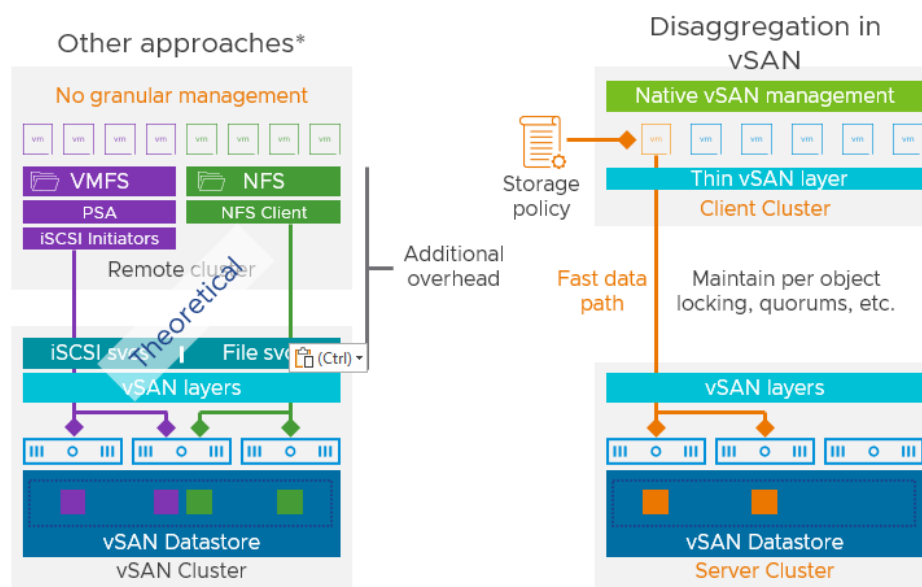 Other approaches*
No granular management
vm vm vm vm vm vm vm vm
VMFS
NFS
PSA
NFS Client
iSCSI Initiators
Remote cluster
Additional
overhead
Theoretical
iSCSI svcs | File svcs
(Ctrl)
vSAN layers
vSAN Datastore
vSAN Cluster
Disaggregation in
vSAN
Native vSAN management
vm vm vm vm vm vm
Storage
policy
Thin vSAN layer
Client Cluster
Fast data
path
Maintain per object
locking, quorums, etc.
vSAN layers
vSAN Datastore
Server Cluster